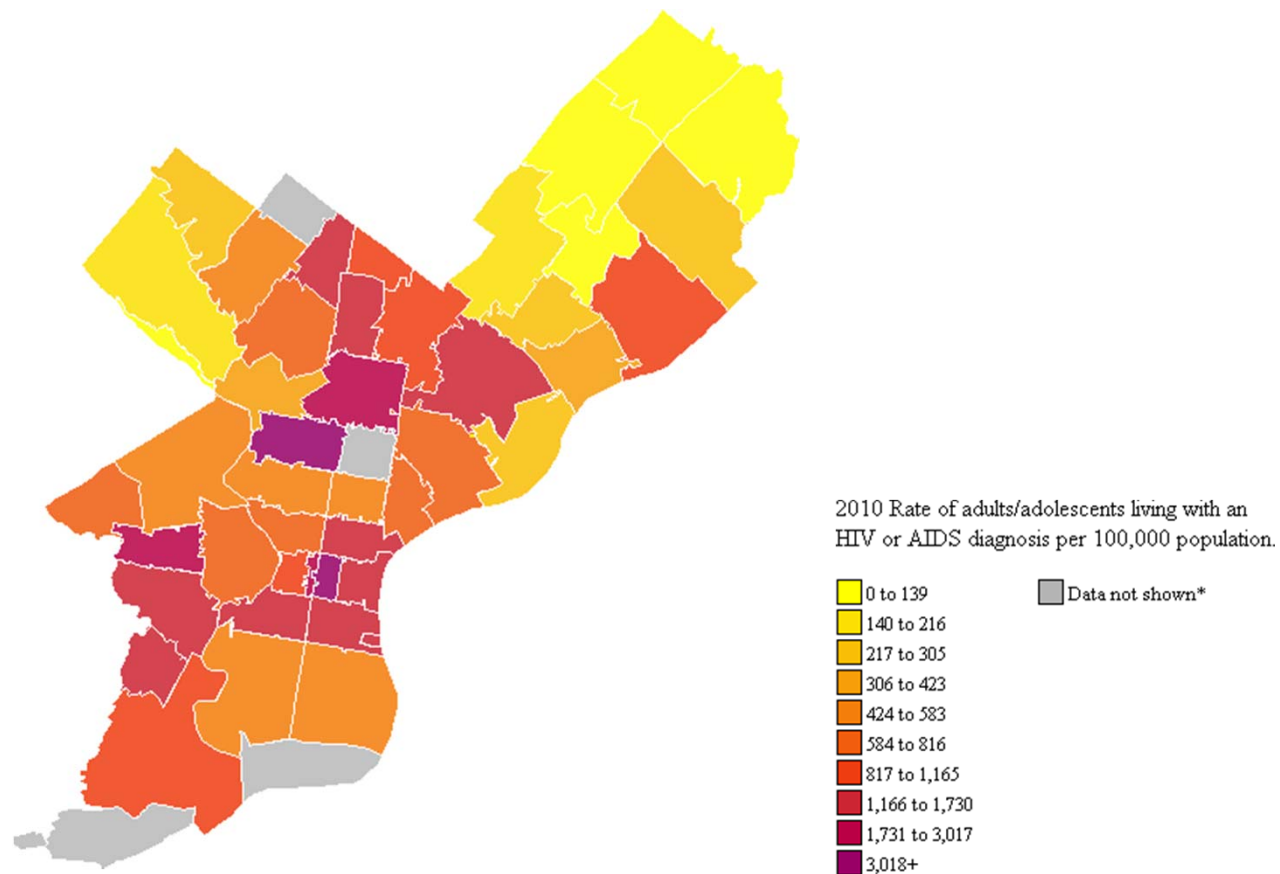 2010 Rate of adults/adolescents living with an
HIV or AIDS diagnosis per 100,000 population.
0 to 139
140 to 216
217 to 305
306 to 423
424 to 583
584 to 816
817 to 1,165
1,166 to 1,730
1,731 to 3,017
3,018+
Data not shown*